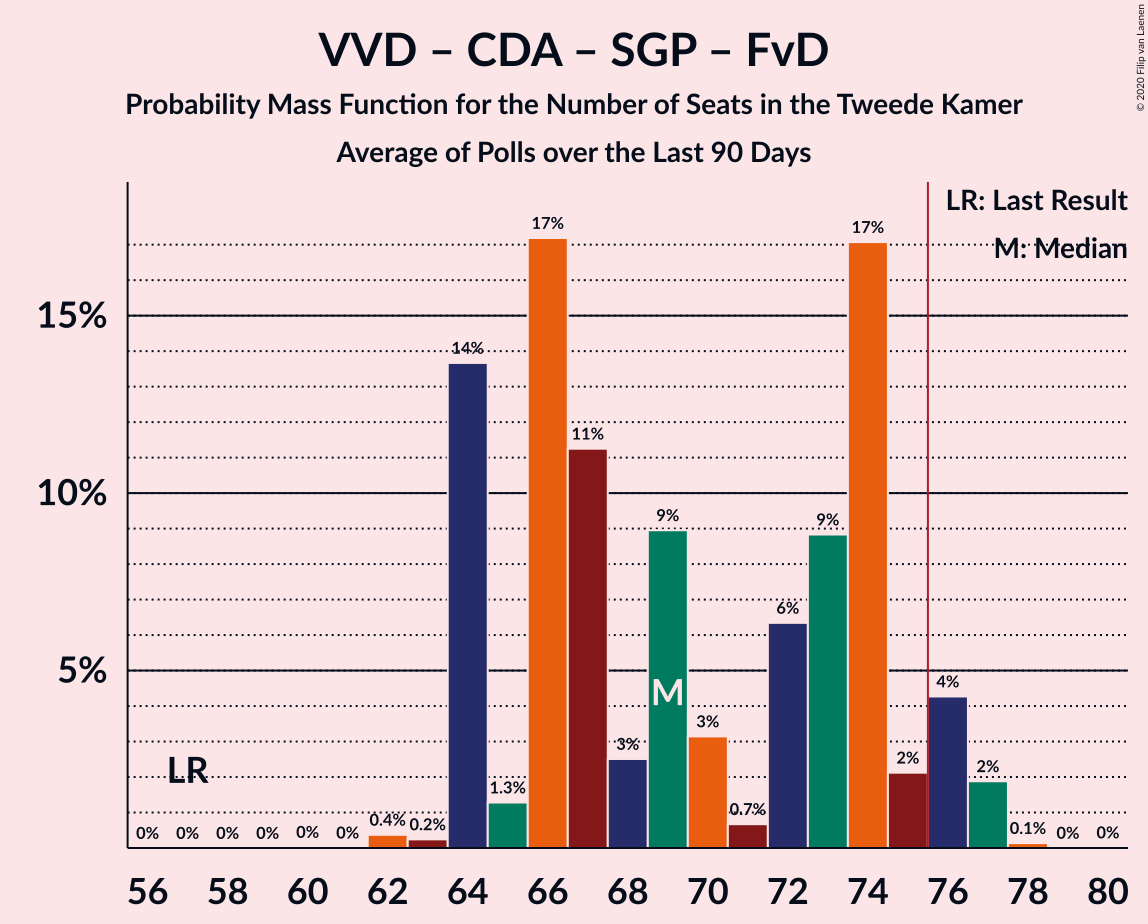 VVD – CDA – SGP – FvD
Probability Mass Function for the Number of Seats in the Tweede Kamer
Average of Polls over the Last 90 Days
© 2020 Filip van Laenen
LR: Last Result
M: Median
15%
10%
5%
0% 0% 0% 0% 0% 0% 0.4% 0.2% 14% 1.3% 17% 11% 3% 9% 3% 0.7% 6% 9% 17% 2% 4% 2% 0.1% 0% 0%
M
LR
56 58 60 62 64 66 68 70 72 74 76 78 80